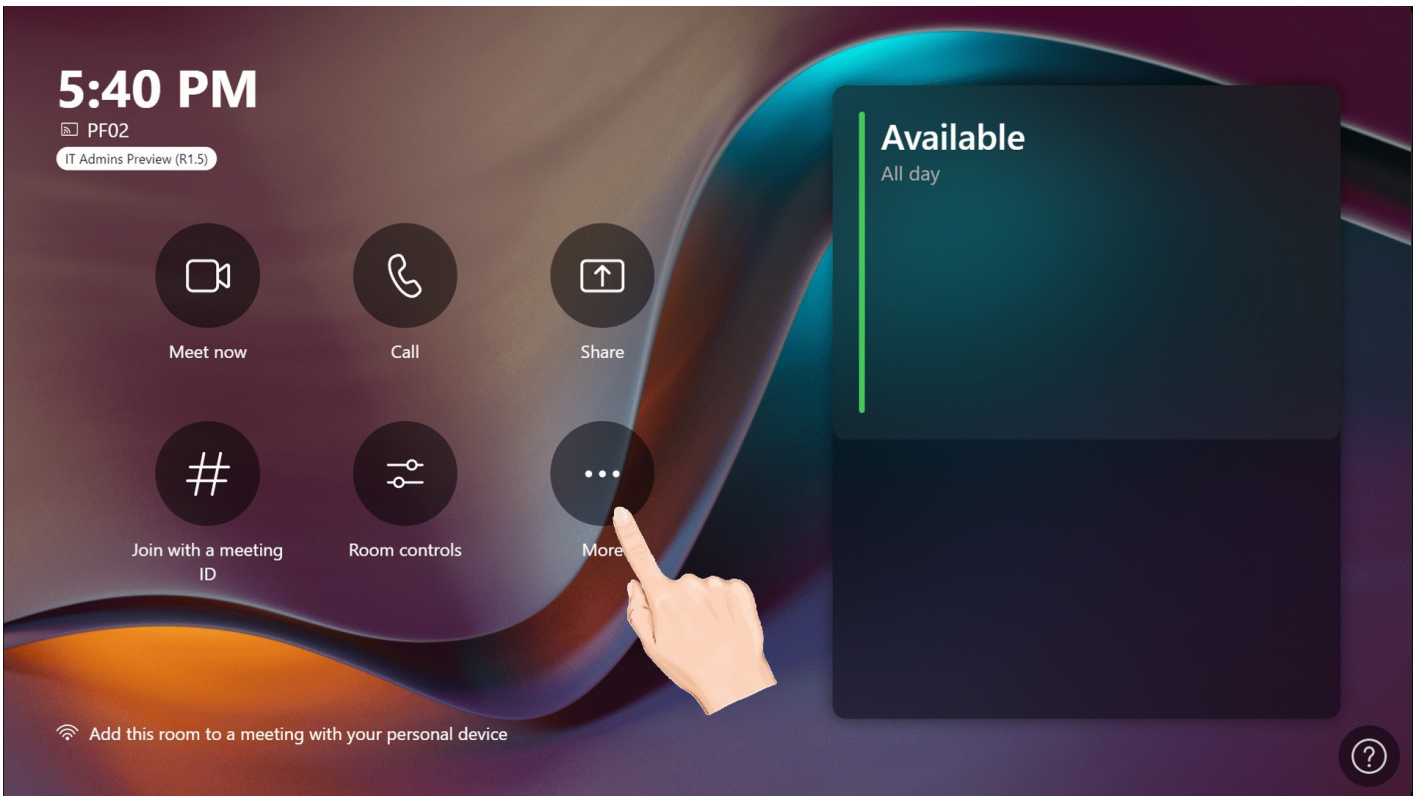 5:40 PM
PF02
IT Admins Preview (R1.5)
Meet now
Call
Share
Join with a meeting
ID
Room controls
More
Add this room to a meeting with your personal device
Available
All day